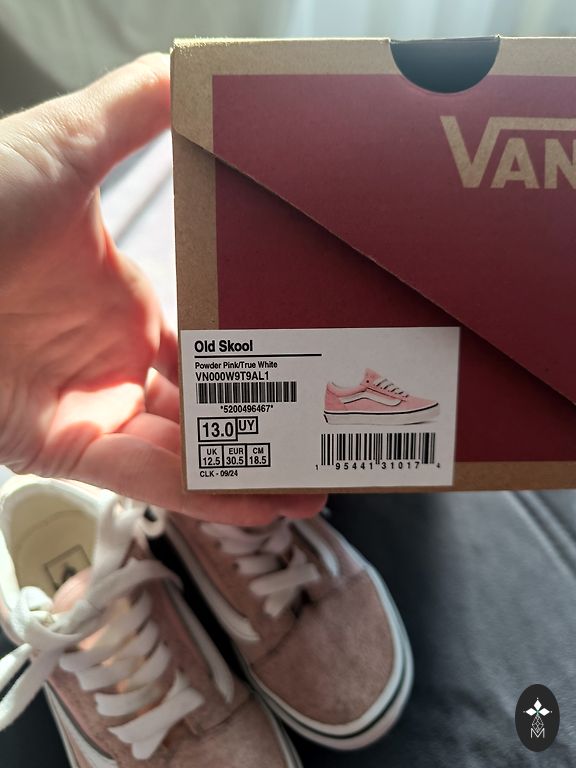 VAN
Old Skool
Powder Pink/True White
VN000W9T9AL1
*5200496467*
13.0 UY
UK EUR CM
12.5 30.5 18.5
CLK - 09/24
1 95441 31017 4
M